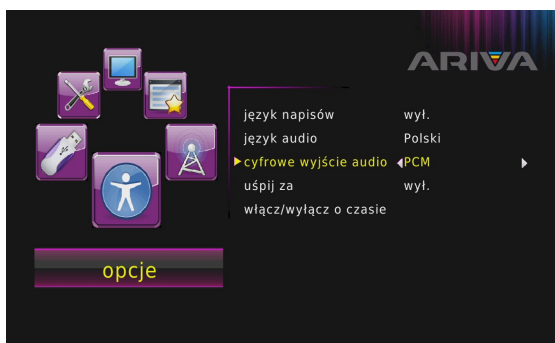 ARIVA
język napisów wył.
język audio Polski
cyfrowe wyjście audio PCM
uśpij za wył.
włącz/wyłącz o czasie
opcje